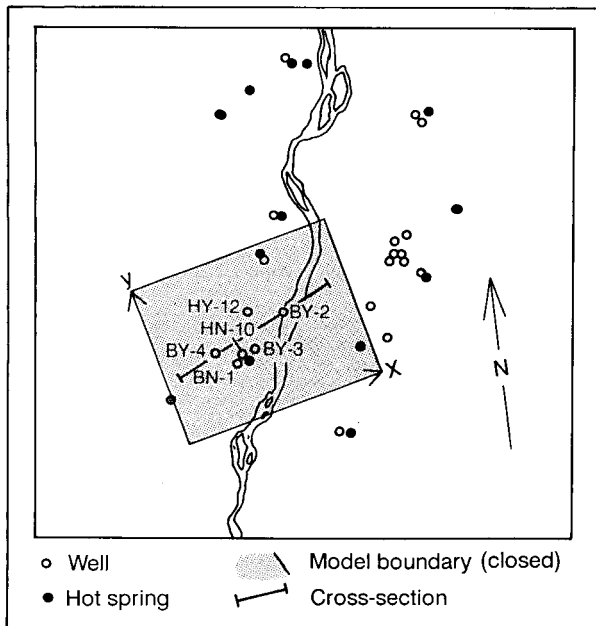 y
HY-12
BY-2
HN-10
BY-4
BY-3
BN-1
X
N
Well
Model boundary (closed)
Hot spring
Cross-section